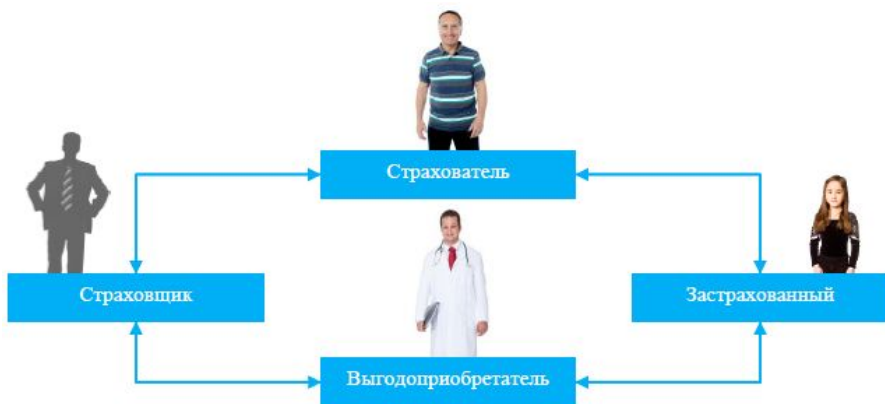 Страхователь
Страховщик
Застрахованный
Выгодоприобретатель